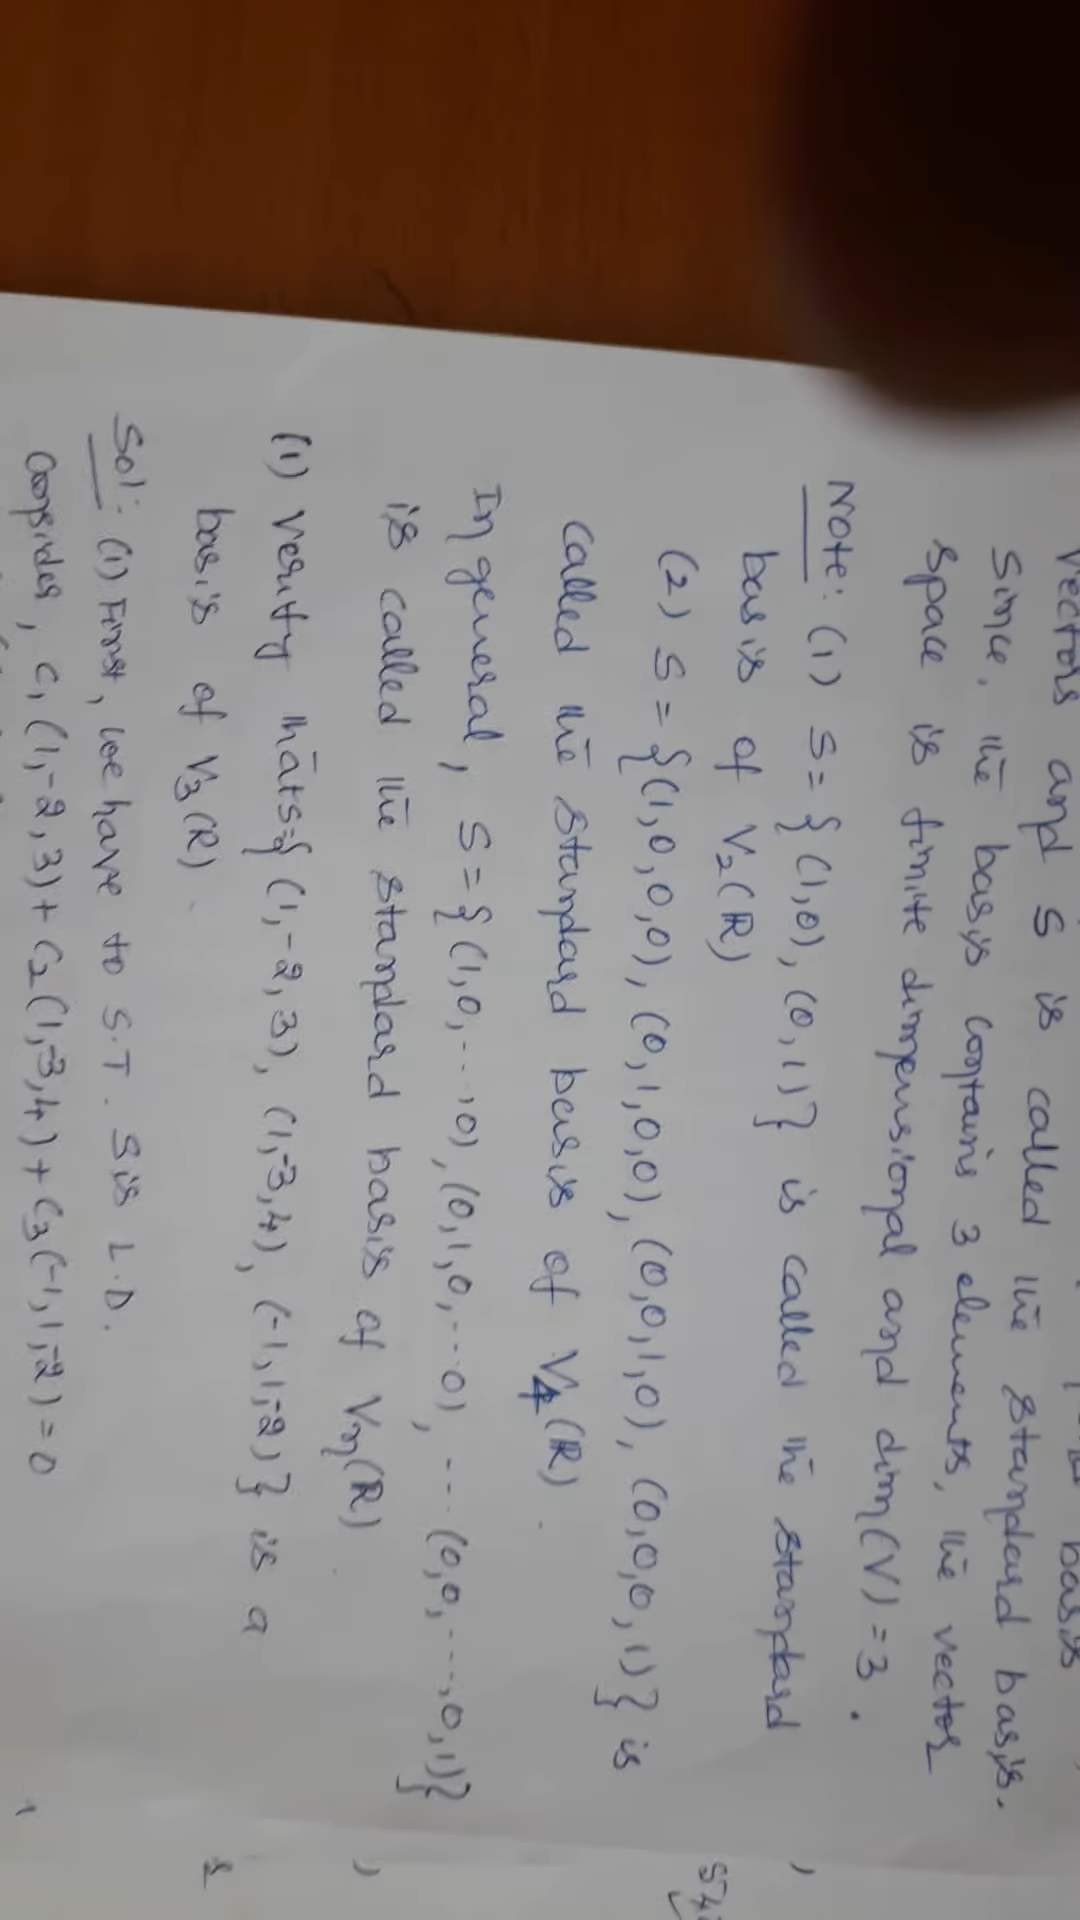 vectors and S is called the standard basis.
Since, the basis contains 3 elements, the vector
space is finite dimensional and dim(V) = 3.
Note: (1) S = {(1,0), (0,1)} is called the standard
basis of V₂(R)
(2) S = {(1,0,0,0), (0,1,0,0), (0,0,1,0), (0,0,0,1)} is
called the standard basis of V₄(R).
In general, S = {(1,0,...,0), (0,1,0,...0), ... (0,0,...,0,1)}
is called the standard basis of Vₙ(R).
(1) Verify that S = {(1,-2,3), (1,-3,4), (-1,1,-2)} is a
basis of V₃(R).
Sol: (1) First, we have to S.T. S is L.D.
Consider, C₁(1,-2,3) + C₂(1,-3,4) + C₃(-1,1,-2) = 0